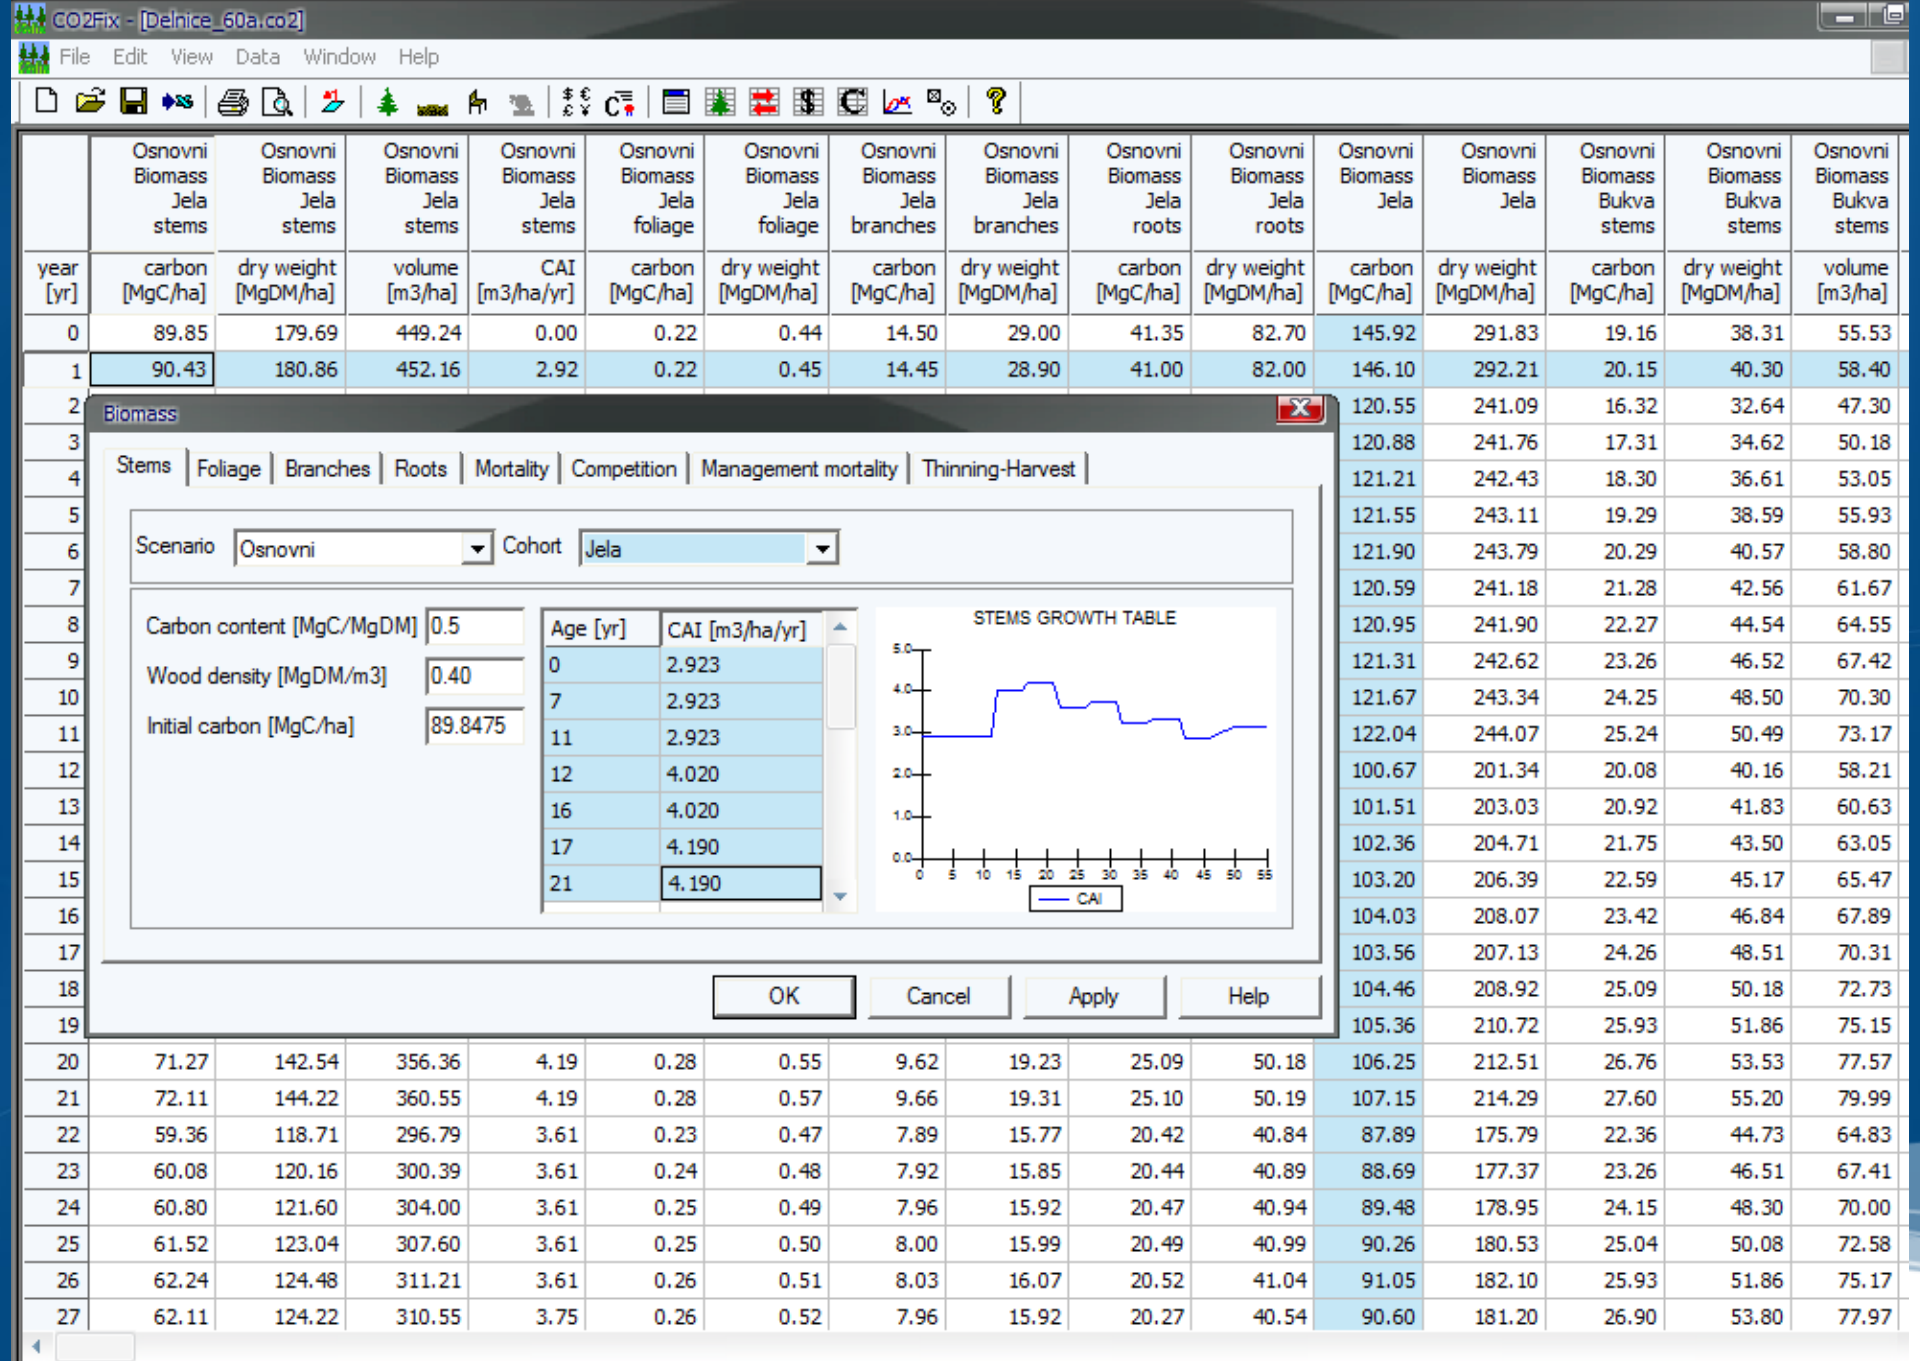 CO2Fix - [Delnice_60a.co2]
File Edit View Data Window Help
Osnovni Osnovni Osnovni Osnovni Osnovni Osnovni Osnovni Osnovni Osnovni Osnovni Osnovni Osnovni Osnovni Osnovni Osnovni
Biomass Biomass Biomass Biomass Biomass Biomass Biomass Biomass Biomass Biomass Biomass Biomass Biomass Biomass Biomass
Jela Jela Jela Jela Jela Jela Jela Jela Jela Jela Jela Jela Bukva Bukva Bukva
stems stems stems stems foliage foliage branches branches roots roots stems stems stems
year carbon dry weight volume CAI carbon dry weight carbon dry weight carbon dry weight carbon dry weight carbon dry weight volume
[yr] [MgC/ha] [MgDM/ha] [m3/ha] [m3/ha/yr] [MgC/ha] [MgDM/ha] [MgC/ha] [MgDM/ha] [MgC/ha] [MgDM/ha] [MgC/ha] [MgDM/ha] [MgC/ha] [MgDM/ha] [m3/ha]
0 89.85 179.69 449.24 0.00 0.22 0.44 14.50 29.00 41.35 82.70 145.92 291.83 19.16 38.31 55.53
1 90.43 180.86 452.16 2.92 0.22 0.45 14.45 28.90 41.00 82.00 146.10 292.21 20.15 40.30 58.40
2 120.55 241.09 16.32 32.64 47.30
3 120.88 241.76 17.31 34.62 50.18
4 121.21 242.43 18.30 36.61 53.05
5 121.55 243.11 19.29 38.59 55.93
6 121.90 243.79 20.29 40.57 58.80
7 120.59 241.18 21.28 42.56 61.67
8 120.95 241.90 22.27 44.54 64.55
9 121.31 242.62 23.26 46.52 67.42
10 121.67 243.34 24.25 48.50 70.30
11 122.04 244.07 25.24 50.49 73.17
12 100.67 201.34 20.08 40.16 58.21
13 101.51 203.03 20.92 41.83 60.63
14 102.36 204.71 21.75 43.50 63.05
15 103.20 206.39 22.59 45.17 65.47
16 104.03 208.07 23.42 46.84 67.89
17 103.56 207.13 24.26 48.51 70.31
18 104.46 208.92 25.09 50.18 72.73
19 105.36 210.72 25.93 51.86 75.15
20 71.27 142.54 356.36 4.19 0.28 0.55 9.62 19.23 25.09 50.18 106.25 212.51 26.76 53.53 77.57
21 72.11 144.22 360.55 4.19 0.28 0.57 9.66 19.31 25.10 50.19 107.15 214.29 27.60 55.20 79.99
22 59.36 118.71 296.79 3.61 0.23 0.47 7.89 15.77 20.42 40.84 87.89 175.79 22.36 44.73 64.83
23 60.08 120.16 300.39 3.61 0.24 0.48 7.92 15.85 20.44 40.89 88.69 177.37 23.26 46.51 67.41
24 60.80 121.60 304.00 3.61 0.25 0.49 7.96 15.92 20.47 40.94 89.48 178.95 24.15 48.30 70.00
25 61.52 123.04 307.60 3.61 0.25 0.50 8.00 15.99 20.49 40.99 90.26 180.53 25.04 50.08 72.58
26 62.24 124.48 311.21 3.61 0.26 0.51 8.03 16.07 20.52 41.04 91.05 182.10 25.93 51.86 75.17
27 62.11 124.22 310.55 3.75 0.26 0.52 7.96 15.92 20.27 40.54 90.60 181.20 26.90 53.80 77.97
Biomass
Stems Foliage Branches Roots Mortality Competition Management mortality Thinning-Harvest
Scenario Osnovni Cohort Jela
Carbon content [MgC/MgDM] 0.5
Wood density [MgDM/m3] 0.40
Initial carbon [MgC/ha] 89.8475
Age [yr] CAI [m3/ha/yr]
0 2.923
7 2.923
11 2.923
12 4.020
16 4.020
17 4.190
21 4.190
STEMS GROWTH TABLE
5.0
4.0
3.0
2.0
1.0
0.0
0 5 10 15 20 25 30 35 40 45 50 55
CAI
OK Cancel Apply Help